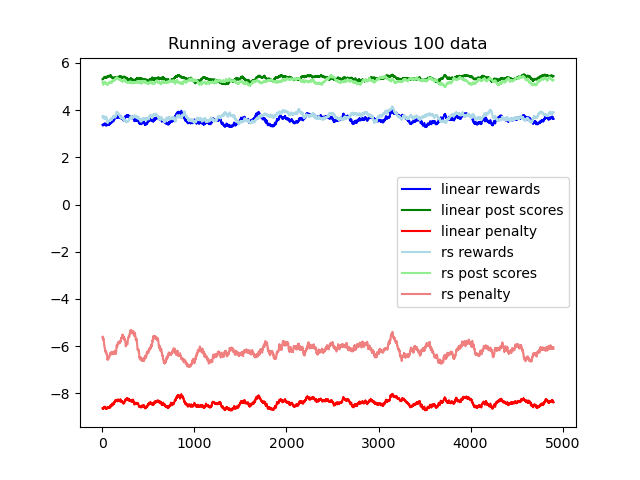 Running average of previous 100 data
6
4
2
0
−2
−4
−6
−8
linear rewards
linear post scores
linear penalty
rs rewards
rs post scores
rs penalty
0 1000 2000 3000 4000 5000